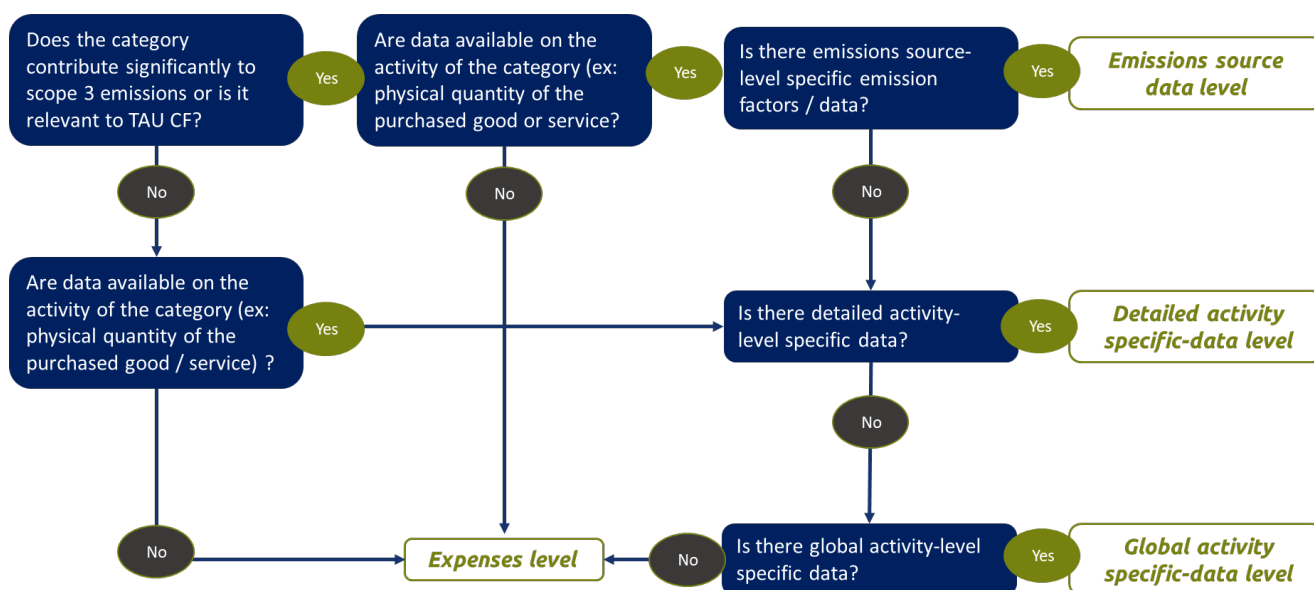 Does the category
contribute significantly to
scope 3 emissions or is it
relevant to TAU CF?
Yes
Are data available on the
activity of the category (ex:
physical quantity of the
purchased good or service?
Yes
Is there emissions source-
level specific emission
factors / data?
Yes
Emissions source
data level
No
No
No
Are data available on the
activity of the category (ex:
physical quantity of the
purchased good / service) ?
Yes
Is there detailed activity-
level specific data?
Yes
Detailed activity
specific-data level
No
No
Expenses level
No
Is there global activity-level
specific data?
Yes
Global activity
specific-data level